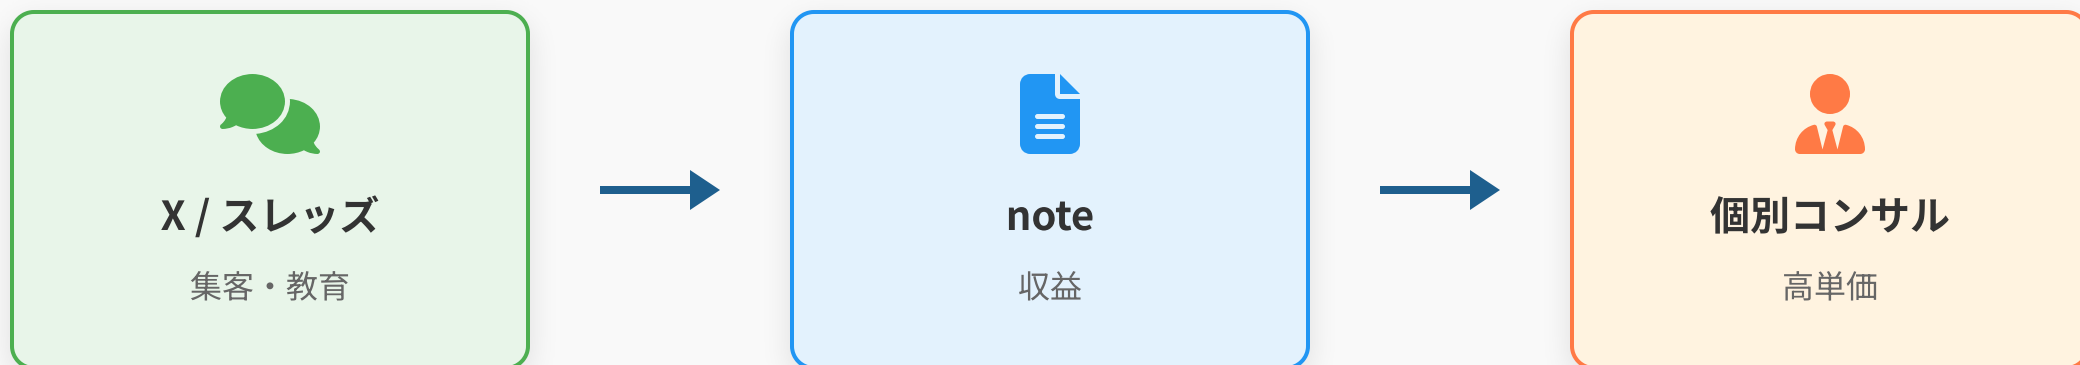 X / スレッズ
集客・教育
note
収益
個別コンサル
高単価